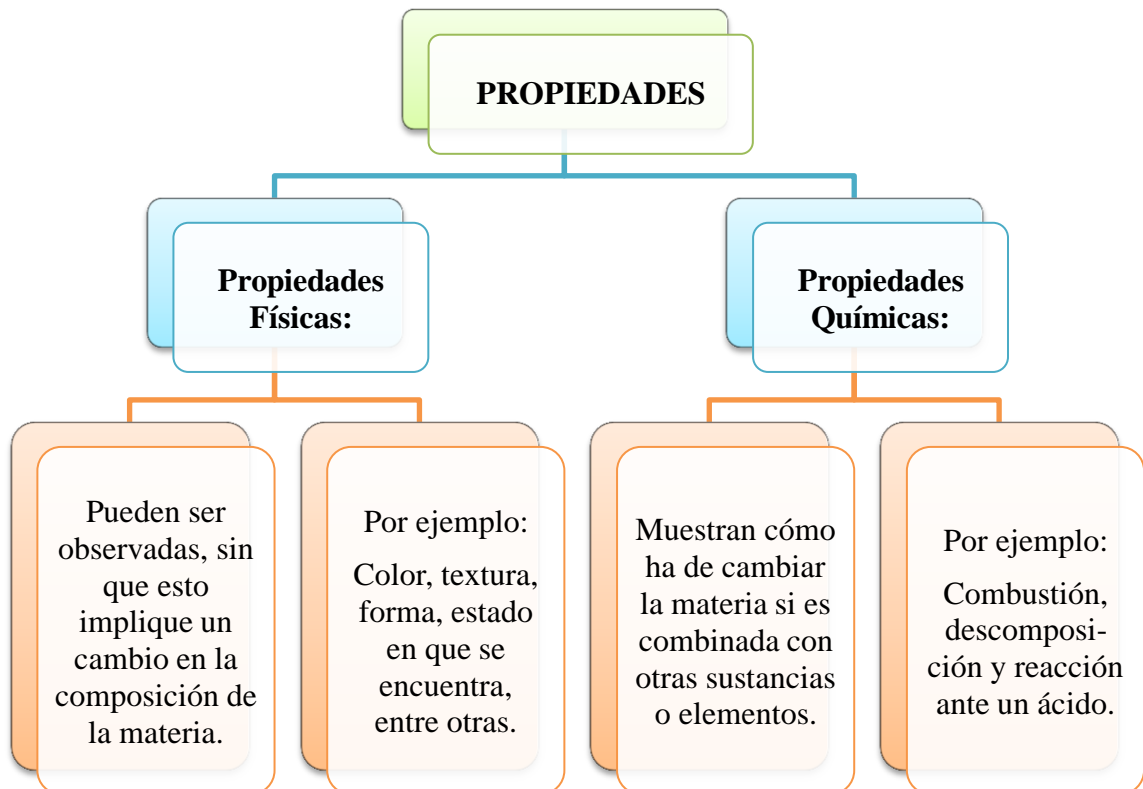 PROPIEDADES
Propiedades
Físicas:
Pueden ser
observadas, sin
que esto
implique un
cambio en la
composición de
la materia.
Por ejemplo:
Color, textura,
forma, estado
en que se
encuentra,
entre otras.
Propiedades
Químicas:
Muestran cómo
ha de cambiar
la materia si es
combinada con
otras sustancias
o elementos.
Por ejemplo:
Combustión,
descomposi-
ción y reacción
ante un ácido.